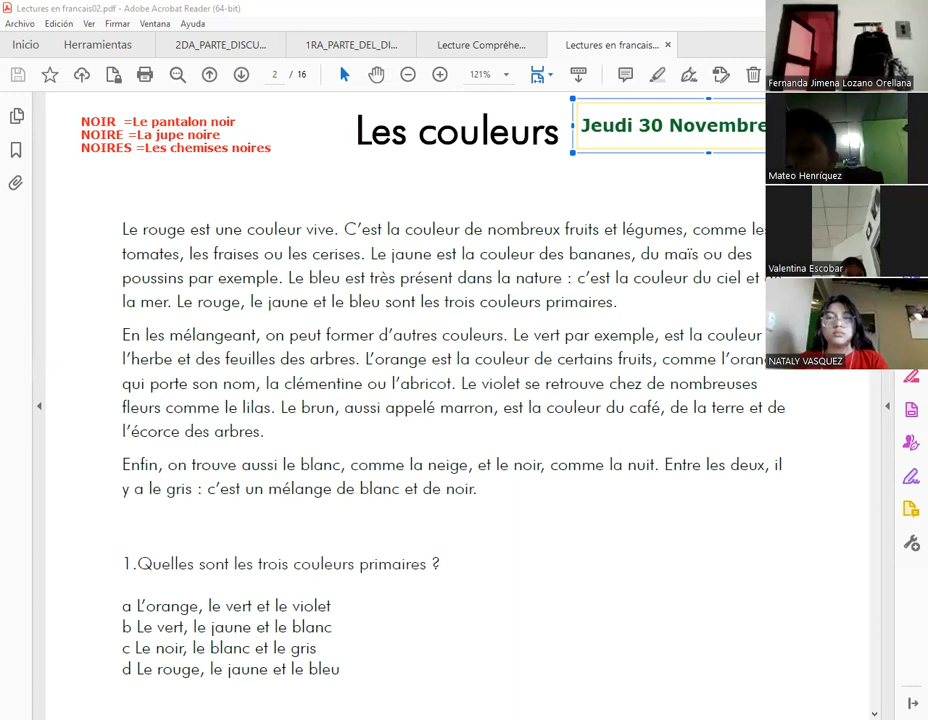 Lectures en francais02.pdf - Adobe Acrobat Reader (64-bit)
Archivo Edición Ver Firmar Ventana Ayuda
Inicio Herramientas 2DA_PARTE_DISCU... 1RA_PARTE_DEL_DI... Lecture Compréhe... Lectures en francais... ×
2 / 16 121%
NOIR =Le pantalon noir
NOIRE =La jupe noire
NOIRES =Les chemises noires
Les couleurs
Jeudi 30 Novembre
Le rouge est une couleur vive. C'est la couleur de nombreux fruits et légumes, comme
tomates, les fraises ou les cerises. Le jaune est la couleur des bananes, du maïs ou des
poussins par exemple. Le bleu est très présent dans la nature : c'est la couleur du ciel et
la mer. Le rouge, le jaune et le bleu sont les trois couleurs primaires.
En les mélangeant, on peut former d'autres couleurs. Le vert par exemple, est la couleur
l'herbe et des feuilles des arbres. L'orange est la couleur de certains fruits, comme
qui porte son nom, la clémentine ou l'abricot. Le violet se retrouve chez de nombreuses
fleurs comme le lilas. Le brun, aussi appelé marron, est la couleur du café, de la terre et de
l'écorce des arbres.
Enfin, on trouve aussi le blanc, comme la neige, et le noir, comme la nuit. Entre les deux, il
y a le gris : c'est un mélange de blanc et de noir.
1.Quelles sont les trois couleurs primaires ?
a L'orange, le vert et le violet
b Le vert, le jaune et le blanc
c Le noir, le blanc et le gris
d Le rouge, le jaune et le bleu
Fernanda Jimena Lozano Orellana
Mateo Henríquez
Valentina Escobar
NATALY VASQUEZ